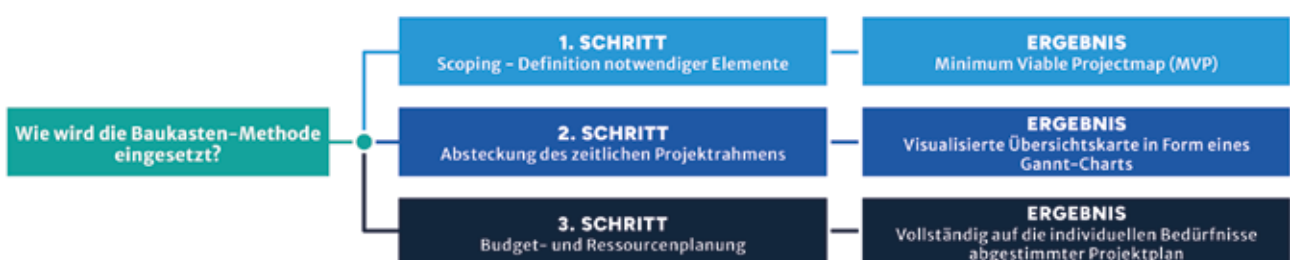 Wie wird die Baukasten-Methode
eingesetzt?
1. SCHRITT
Scoping - Definition notwendiger Elemente
ERGEBNIS
Minimum Viable Projectmap (MVP)
2. SCHRITT
Absteckung des zeitlichen Projektrahmens
ERGEBNIS
Visualisierte Übersichtskarte in Form eines
Gannt-Charts
3. SCHRITT
Budget- und Ressourcenplanung
ERGEBNIS
Vollständig auf die individuellen Bedürfnisse
abgestimmter Projektplan